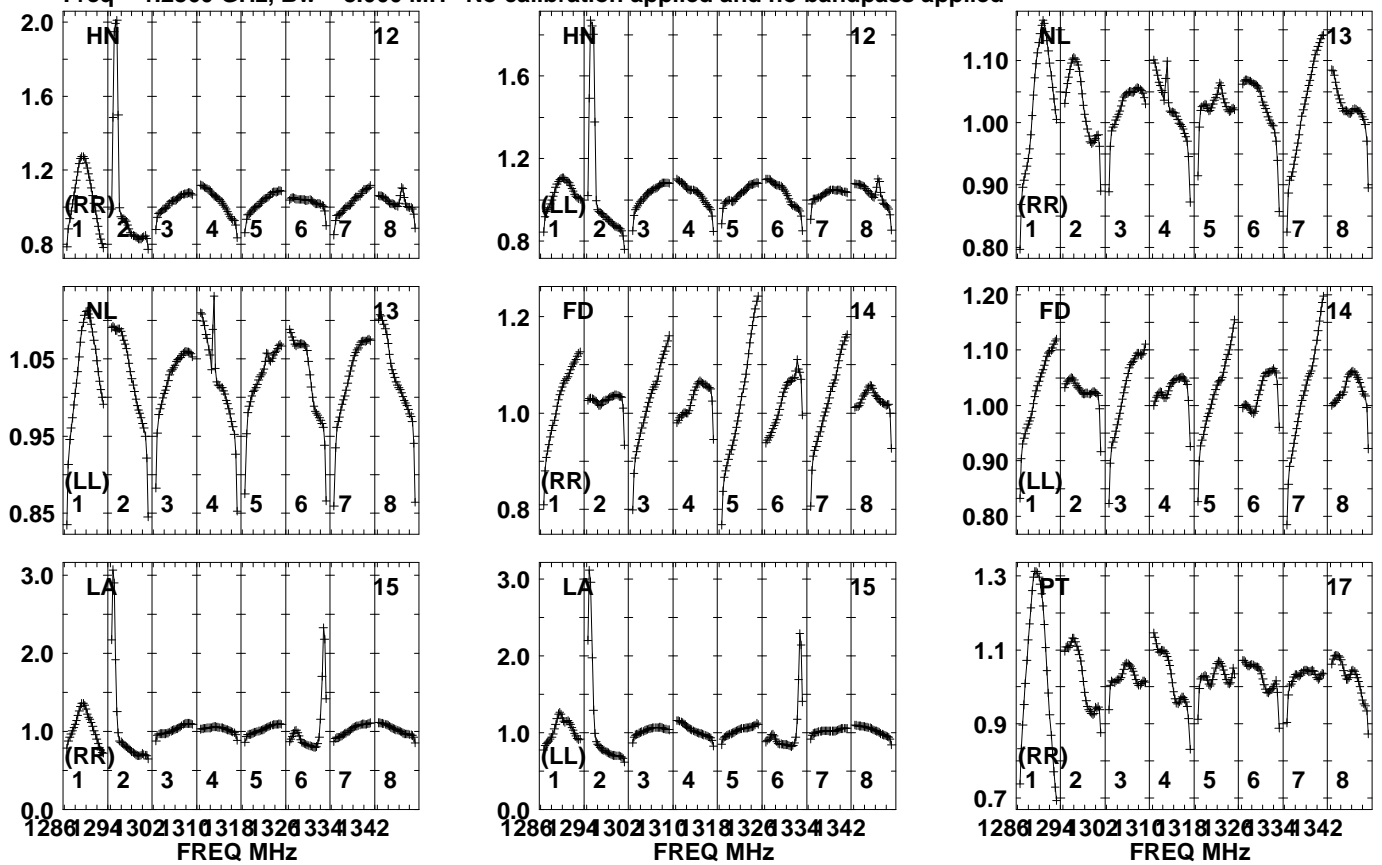 No calibration applied and no bandpass applied
HN 12
2.0
1.6
1.2
0.8
(RR)
1 2 3 4 5 6 7 8
HN 12
1.6
1.2
0.8
(LL)
1 2 3 4 5 6 7 8
NL 13
1.10
1.00
0.90
0.80
(RR)
1 2 3 4 5 6 7 8
NL 13
1.05
0.95
0.85
(LL)
1 2 3 4 5 6 7 8
FD 14
1.2
1.0
0.8
(RR)
1 2 3 4 5 6 7 8
FD 14
1.20
1.10
1.00
0.90
0.80
(LL)
1 2 3 4 5 6 7 8
LA 15
3.0
2.0
1.0
0.0
(RR)
1 2 3 4 5 6 7 8
1286 1294 1302 1310 1318 1326 1334 1342
FREQ MHz
LA 15
3.0
2.0
1.0
0.0
(LL)
1 2 3 4 5 6 7 8
1286 1294 1302 1310 1318 1326 1334 1342
FREQ MHz
PT 17
1.3
1.1
0.9
0.7
(RR)
1 2 3 4 5 6 7 8
1286 1294 1302 1310 1318 1326 1334 1342
FREQ MHz